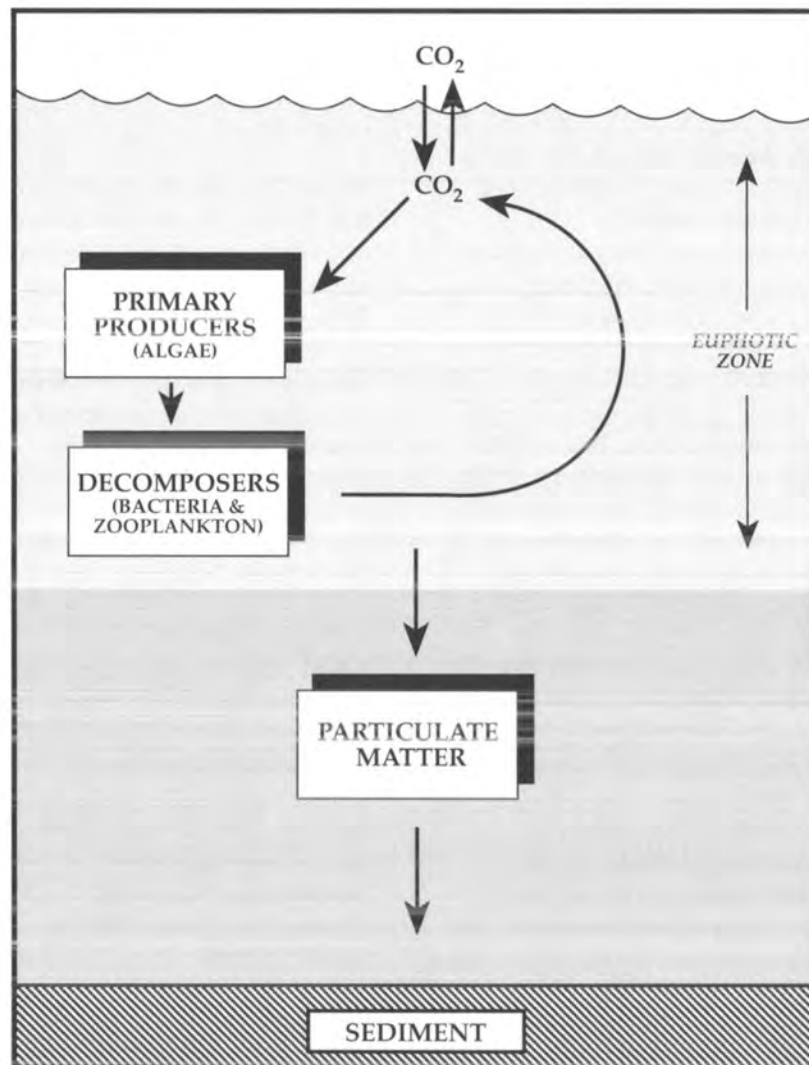 CO₂
CO₂
PRIMARY
PRODUCERS
(ALGAE)
EUPHOTIC
ZONE
DECOMPOSERS
(BACTERIA &
ZOOPLANKTON)
PARTICULATE
MATTER
SEDIMENT